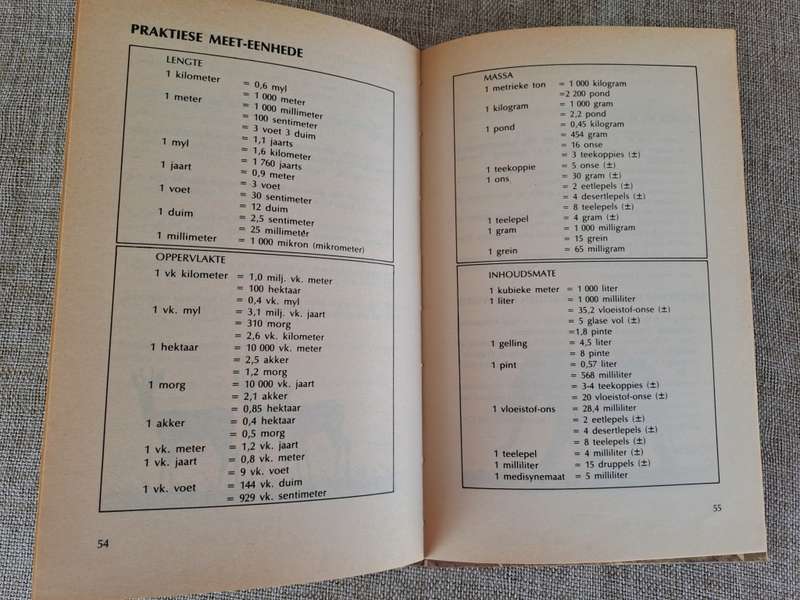 PRAKTIESE MEET-EENHEDE
LENGTE
1 kilometer = 0,6 myl
= 1 000 meter
1 meter = 1 000 millimeter
= 100 sentimeter
= 3 voet 3 duim
= 1,1 jaarts
1 myl = 1,6 kilometer
= 1 760 jaarts
1 jaart = 0,9 meter
= 3 voet
1 voet = 30 sentimeter
= 12 duim
1 duim = 2,5 sentimeter
= 25 millimeter
1 millimeter = 1 000 mikron (mikrometer)
OPPERVLAKTE
1 vk kilometer = 1,0 milj. vk. meter
= 100 hektaar
= 0,4 vk. myl
1 vk. myl = 3,1 milj. vk. jaart
= 310 morg
= 2,6 vk. kilometer
1 hektaar = 10 000 vk. meter
= 2,5 akker
= 1,2 morg
1 morg = 10 000 vk. jaart
= 2,1 akker
= 0,85 hektaar
1 akker = 0,4 hektaar
= 0,5 morg
1 vk. meter = 1,2 vk. jaart
1 vk. jaart = 0,8 vk. meter
= 9 vk. voet
1 vk. voet = 144 vk. duim
= 929 vk. sentimeter
54
MASSA
1 metrieke ton = 1 000 kilogram
=2 200 pond
1 kilogram = 1 000 gram
= 2,2 pond
1 pond = 0,45 kilogram
= 454 gram
= 16 onse
= 3 teekoppies (±)
1 teekoppie = 5 onse (±)
1 ons = 30 gram (±)
= 2 eetlepels (±)
= 4 desertlepels (±)
= 8 teelepels (±)
1 teelepel = 4 gram (±)
1 gram = 1 000 milligram
= 15 grein
1 grein = 65 milligram
INHOUDSMATE
1 kubieke meter = 1 000 liter
1 liter = 1 000 milliliter
= 35,2 vloeistof-onse (±)
= 5 glase vol (±)
=1,8 pinte
1 gelling = 4,5 liter
= 8 pinte
1 pint = 0,57 liter
= 568 milliliter
= 3-4 teekoppies (±)
= 20 vloeistof-onse (±)
1 vloeistof-ons = 28,4 milliliter
= 2 eetlepels (±)
= 4 desertlepels (±)
= 8 teelepels (±)
1 teelepel = 4 milliliter (±)
1 milliliter = 15 druppels (±)
1 medisynemaat = 5 milliliter
55